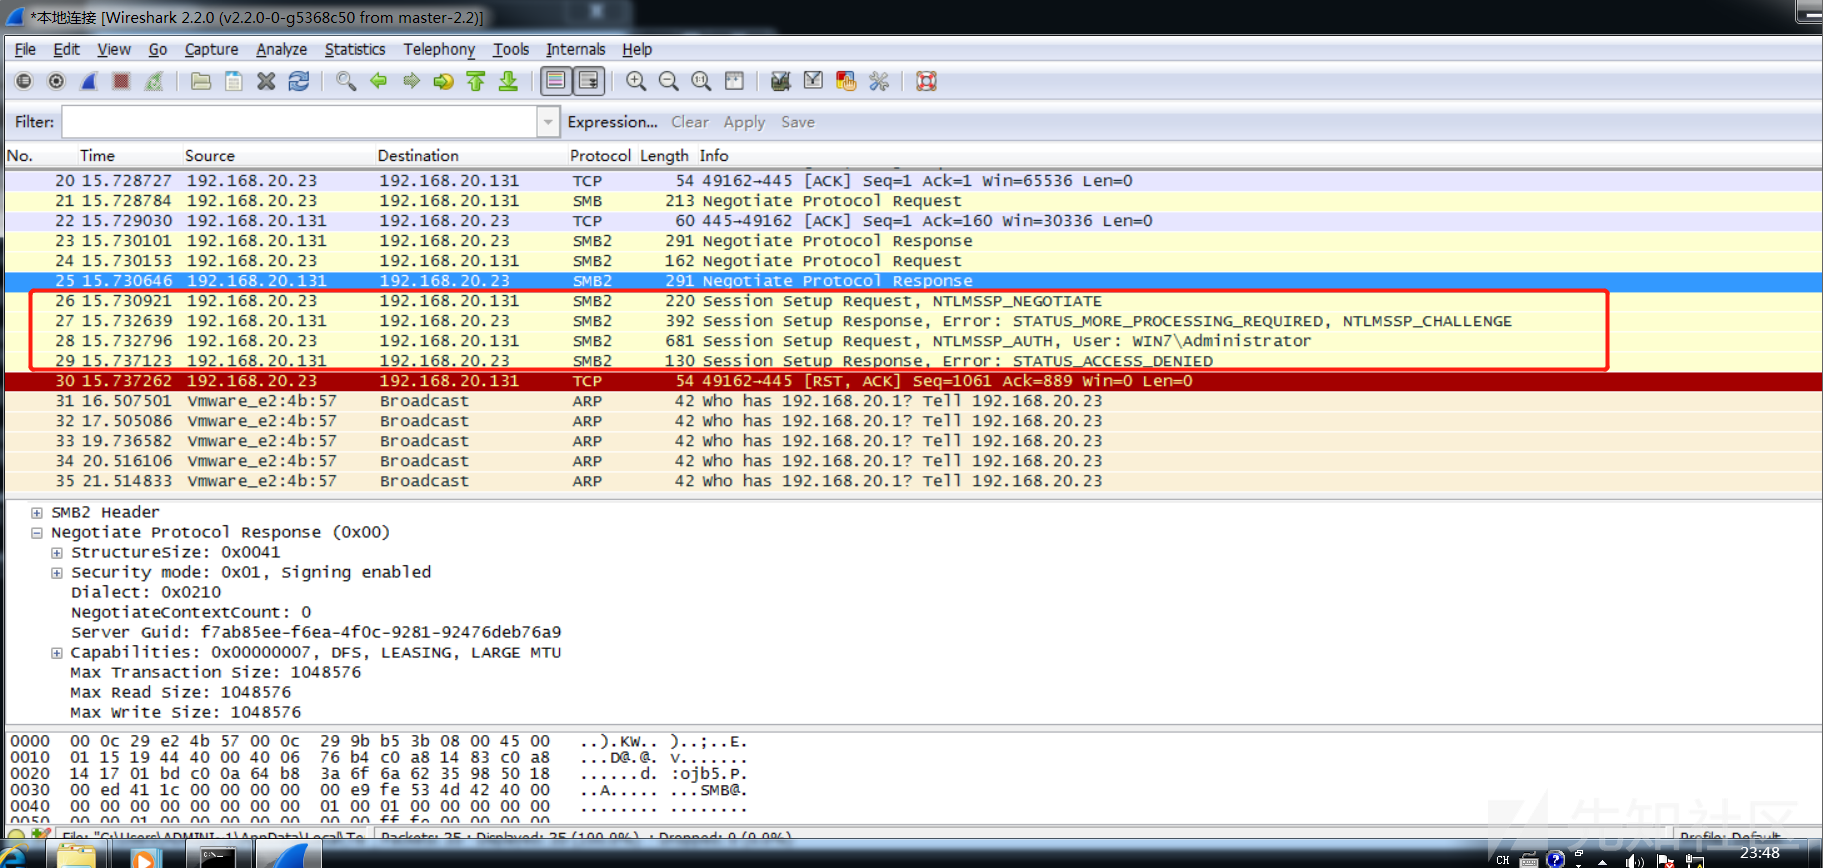 *本地连接 [Wireshark 2.2.0 (v2.2.0-0-g5368c50 from master-2.2)]
File Edit View Go Capture Analyze Statistics Telephony Tools Internals Help
Filter: Expression... Clear Apply Save
No. Time Source Destination Protocol Length Info
20 15.728727 192.168.20.23 192.168.20.131 TCP 54 49162→445 [ACK] Seq=1 Ack=1 Win=65536 Len=0
21 15.728784 192.168.20.23 192.168.20.131 SMB 213 Negotiate Protocol Request
22 15.729030 192.168.20.131 192.168.20.23 TCP 60 445→49162 [ACK] Seq=1 Ack=160 Win=30336 Len=0
23 15.730101 192.168.20.131 192.168.20.23 SMB2 291 Negotiate Protocol Response
24 15.730153 192.168.20.23 192.168.20.131 SMB2 162 Negotiate Protocol Request
25 15.730646 192.168.20.131 192.168.20.23 SMB2 291 Negotiate Protocol Response
26 15.730921 192.168.20.23 192.168.20.131 SMB2 220 Session Setup Request, NTLMSSP_NEGOTIATE
27 15.732639 192.168.20.131 192.168.20.23 SMB2 392 Session Setup Response, Error: STATUS_MORE_PROCESSING_REQUIRED, NTLMSSP_CHALLENGE
28 15.732796 192.168.20.23 192.168.20.131 SMB2 681 Session Setup Request, NTLMSSP_AUTH, User: WIN7\Administrator
29 15.737123 192.168.20.131 192.168.20.23 SMB2 130 Session Setup Response, Error: STATUS_ACCESS_DENIED
30 15.737262 192.168.20.23 192.168.20.131 TCP 54 49162→445 [RST, ACK] Seq=1061 Ack=889 Win=0 Len=0
31 16.507501 Vmware_e2:4b:57 Broadcast ARP 42 Who has 192.168.20.1? Tell 192.168.20.23
32 17.505086 Vmware_e2:4b:57 Broadcast ARP 42 Who has 192.168.20.1? Tell 192.168.20.23
33 19.736582 Vmware_e2:4b:57 Broadcast ARP 42 Who has 192.168.20.1? Tell 192.168.20.23
34 20.516106 Vmware_e2:4b:57 Broadcast ARP 42 Who has 192.168.20.1? Tell 192.168.20.23
35 21.514833 Vmware_e2:4b:57 Broadcast ARP 42 Who has 192.168.20.1? Tell 192.168.20.23
SMB2 Header
Negotiate Protocol Response (0x00)
StructureSize: 0x0041
Security mode: 0x01, Signing enabled
Dialect: 0x0210
NegotiateContextCount: 0
Server Guid: f7ab85ee-f6ea-4f0c-9281-92476deb76a9
Capabilities: 0x00000007, DFS, LEASING, LARGE MTU
Max Transaction Size: 1048576
Max Read Size: 1048576
Max Write Size: 1048576
0000 00 0c 29 e2 4b 57 00 0c 29 9b b5 3b 08 00 45 00 ..).KW.. )..;..E.
0010 01 15 19 44 40 00 40 06 76 b4 c0 a8 14 83 c0 a8 ...D@.@. v.......
0020 14 17 01 bd c0 0a 64 b8 3a 6f 6a 62 35 98 50 18 ......d. :ojb5.P.
0030 00 ed 41 1c 00 00 00 00 00 e9 fe 53 4d 42 40 00 ..A..... ...SMB@.
0040 00 00 00 00 00 00 00 00 01 00 01 00 00 00 00 00 ........ ........
0050 00 00 01 00 00 00 00 00 00 00 ff fe 00 00 00 00
File: "C:\Users\ADMINI~1\AppData\Local\Te Packets: 35 · Displayed: 35 (100.0%) · Dropped: 0 (0.0%) Profile: Default
先知社区
CH 23:48